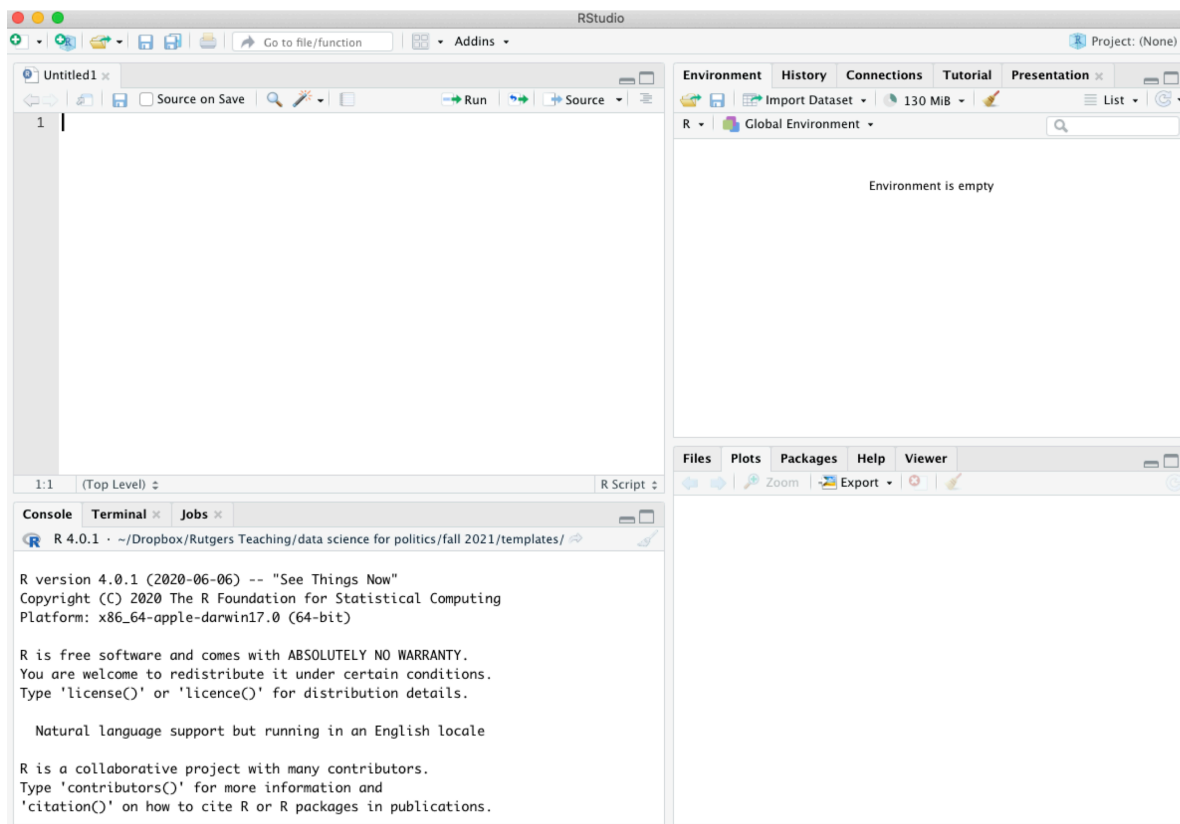 RStudio
Go to file/function
Addins
Project: (None)
Untitled1
Source on Save
Run
Source
1
1:1
(Top Level)
R Script
Console Terminal Jobs
R 4.0.1 · ~/Dropbox/Rutgers Teaching/data science for politics/fall 2021/templates/
R version 4.0.1 (2020-06-06) -- "See Things Now"
Copyright (C) 2020 The R Foundation for Statistical Computing
Platform: x86_64-apple-darwin17.0 (64-bit)
R is free software and comes with ABSOLUTELY NO WARRANTY.
You are welcome to redistribute it under certain conditions.
Type 'license()' or 'licence()' for distribution details.
Natural language support but running in an English locale
R is a collaborative project with many contributors.
Type 'contributors()' for more information and
'citation()' on how to cite R or R packages in publications.
Environment History Connections Tutorial Presentation
Import Dataset
130 MiB
List
R
Global Environment
Environment is empty
Files Plots Packages Help Viewer
Zoom
Export